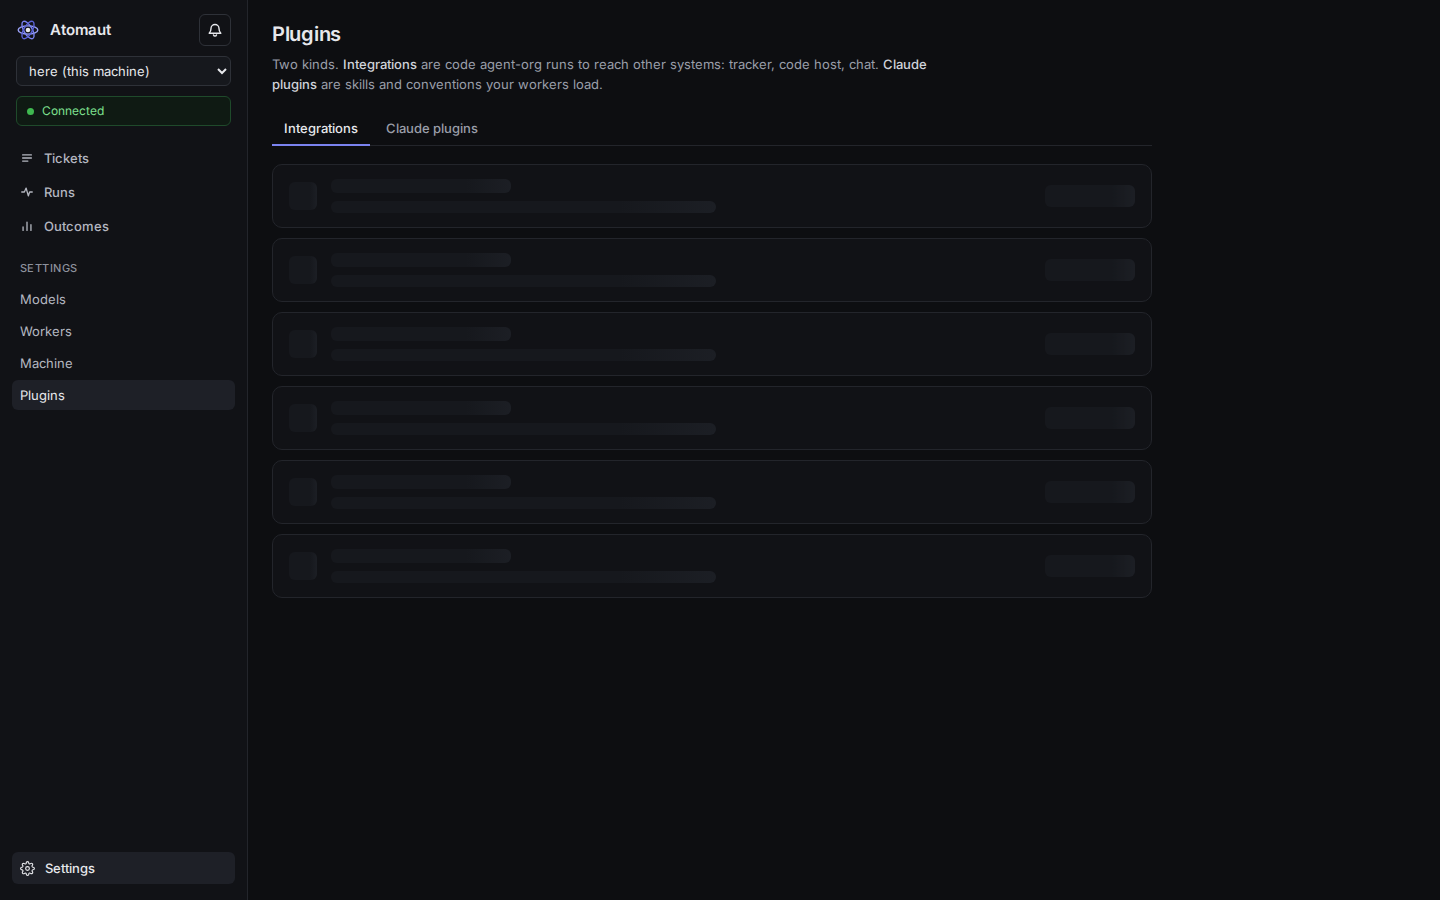 Atomaut
here (this machine)
Connected
Tickets
Runs
Outcomes
SETTINGS
Models
Workers
Machine
Plugins
Settings
Plugins
Two kinds. Integrations are code agent-org runs to reach other systems: tracker, code host, chat. Claude
plugins are skills and conventions your workers load.
Integrations
Claude plugins